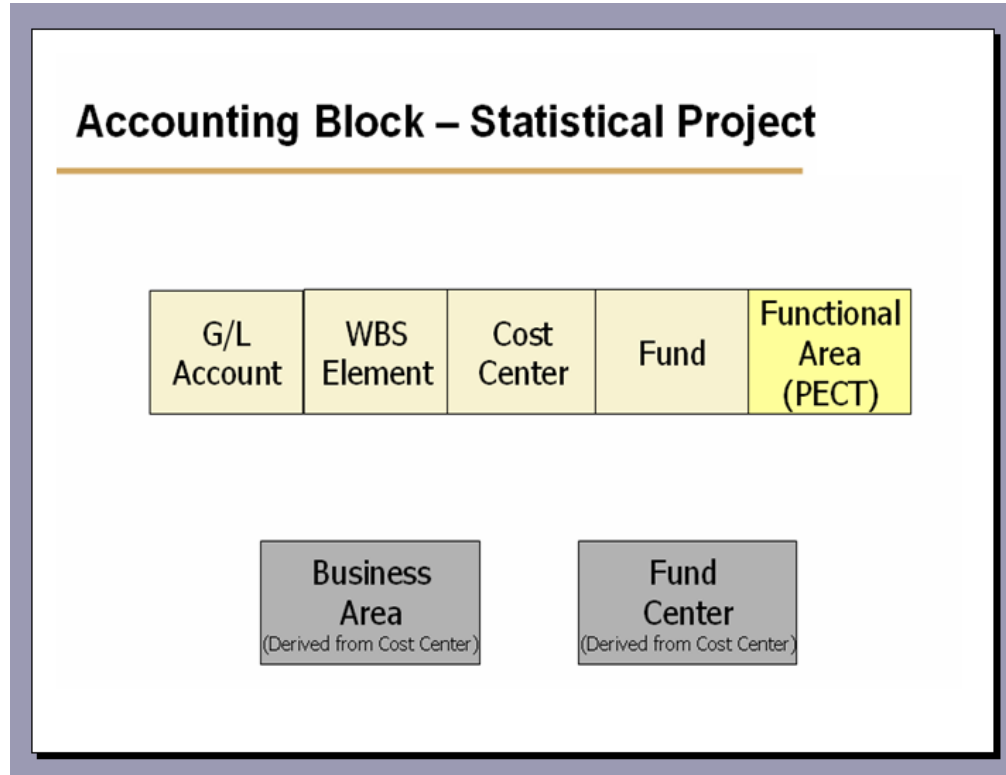 Accounting Block – Statistical Project
G/L
Account
WBS
Element
Cost
Center
Fund
Functional
Area
(PECT)
Business
Area
(Derived from Cost Center)
Fund
Center
(Derived from Cost Center)